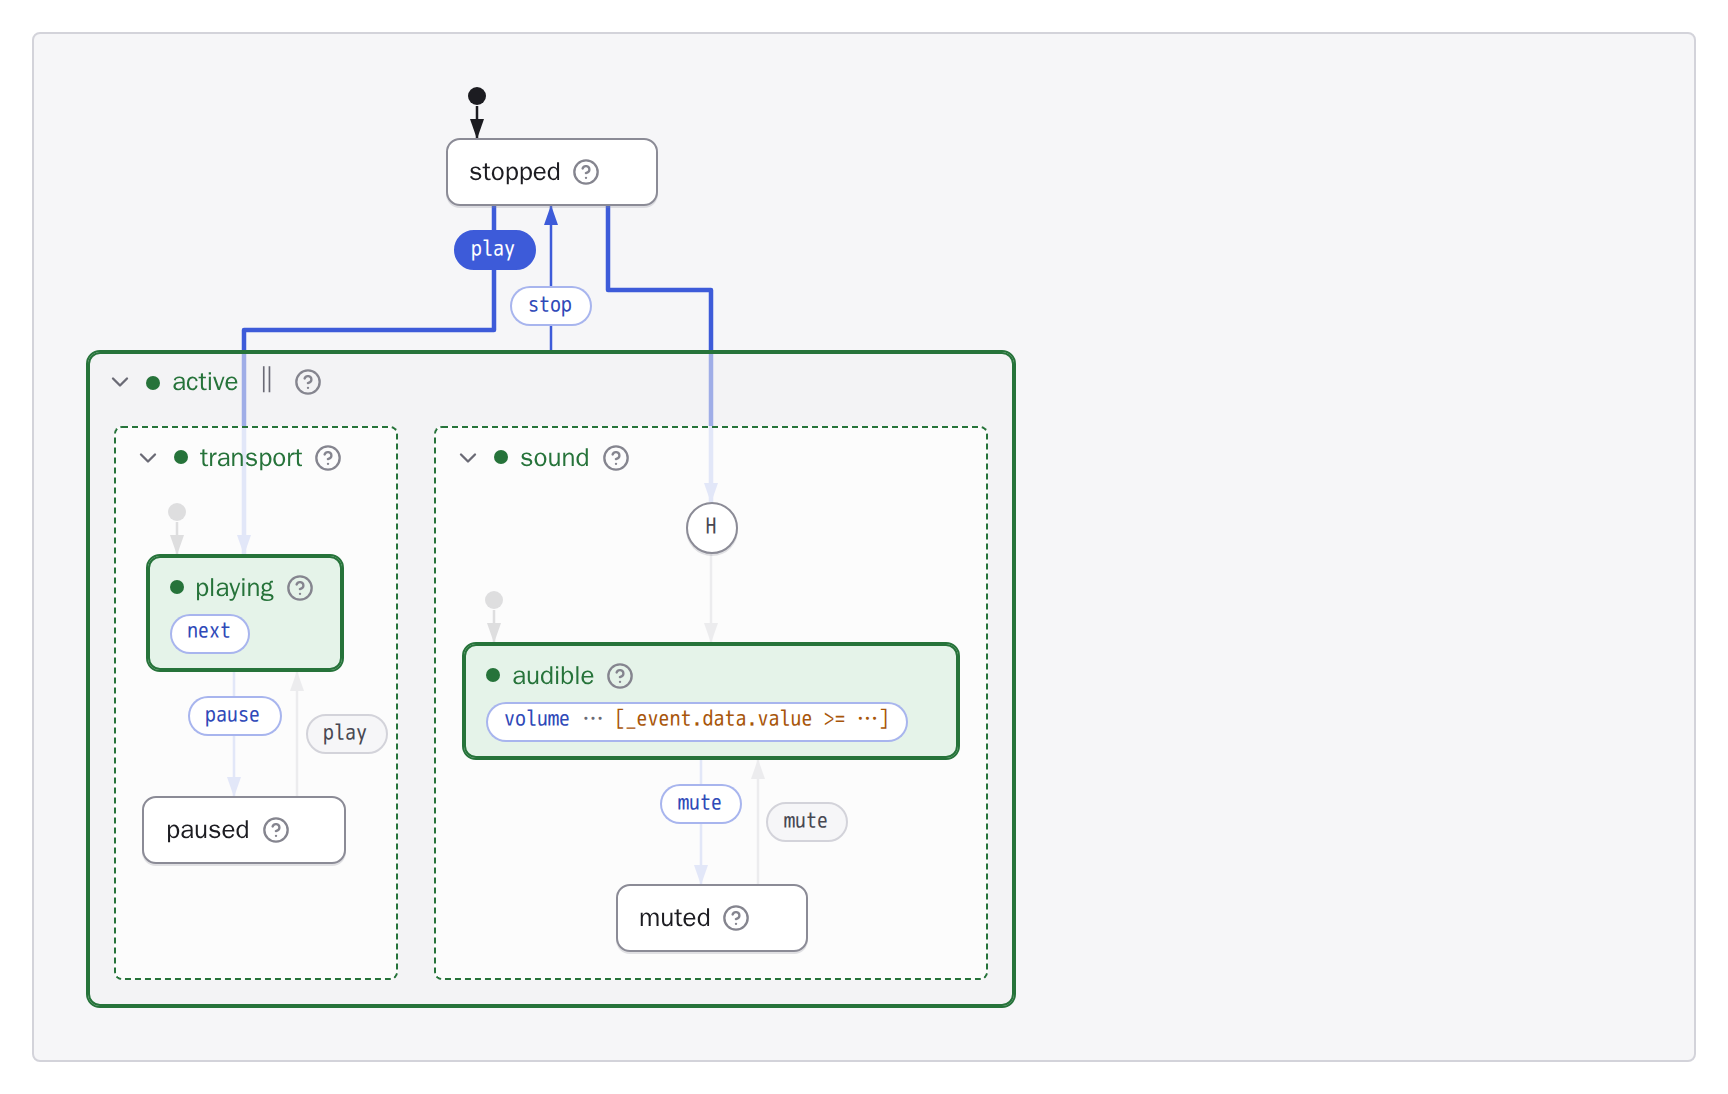 stopped ?
play
stop
active ?
transport ?
sound ?
H
playing ?
next
audible ?
volume ··· [_event.data.value >= ···]
pause
play
mute
mute
paused ?
muted ?